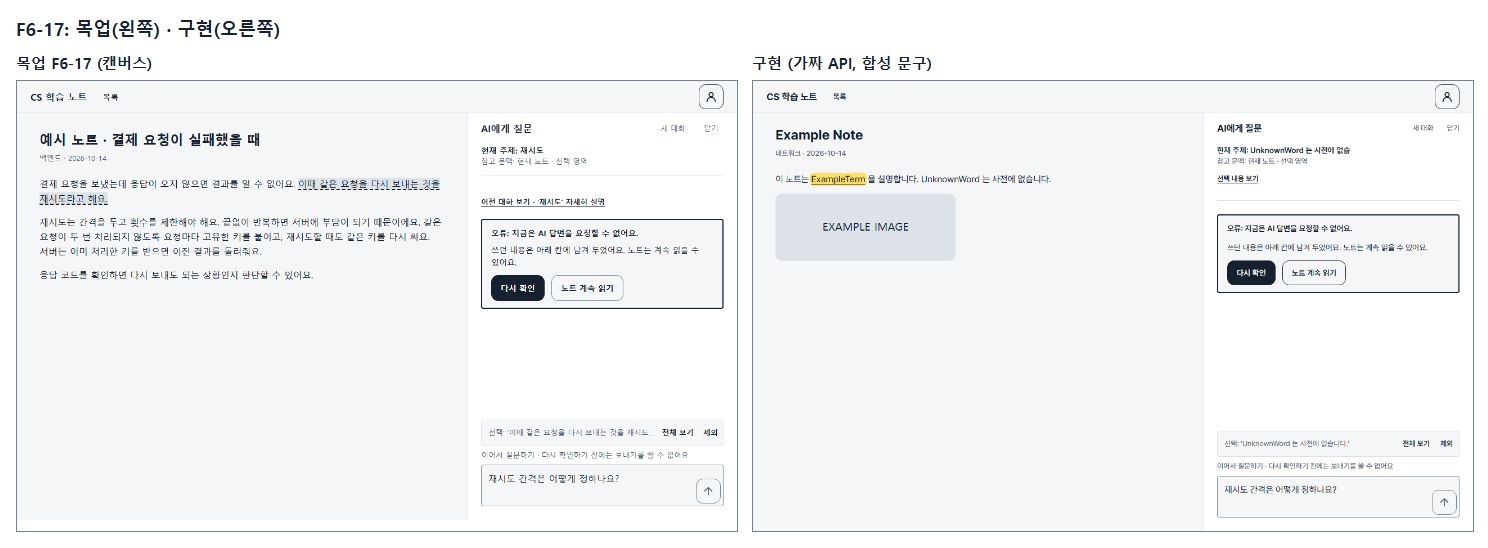 F6-17: 목업(왼쪽) · 구현(오른쪽)
목업 F6-17 (캔버스)
CS 학습 노트 목록
예시 노트 · 결제 요청이 실패했을 때
백엔드 · 2026-10-14
결제 요청을 보냈는데 응답이 오지 않으면 결과를 알 수 없어요. 이때 같은 요청을 다시 보내는 것을
재시도라고 해요.
재시도는 간격을 두고 횟수를 제한해야 해요. 끝없이 반복하면 서버에 부담이 되기 때문이에요. 같은
요청이 두 번 처리되지 않도록 요청마다 고유한 키를 붙이고, 재시도할 때도 같은 키를 다시 써요.
서버는 이미 처리한 키를 받으면 이전 결과를 돌려줘요.
응답 코드를 확인하면 다시 보내도 되는 상황인지 판단할 수 있어요.
AI에게 질문 새 대화 닫기
현재 주제: 재시도
참고 문맥: 현재 노트 · 선택 영역
이전 대화 보기 · '재시도' 자세히 설명
오류: 지금은 AI 답변을 요청할 수 없어요.
쓰던 내용은 아래 칸에 남겨 두었어요. 노트는 계속 읽을 수
있어요.
다시 확인 노트 계속 읽기
선택: '이때 같은 요청을 다시 보내는 것을 재시도... 전체 보기 제외
이어서 질문하기 · 다시 확인하기 전에는 보내기를 쓸 수 없어요
재시도 간격은 어떻게 정하나요?
구현 (가짜 API, 합성 문구)
CS 학습 노트 목록
Example Note
네트워크 · 2026-10-14
이 노트는 ExampleTerm 을 설명합니다. UnknownWord 는 사전에 없습니다.
EXAMPLE IMAGE
AI에게 질문 새 대화 닫기
현재 주제: UnknownWord 는 사전에 없습
참고 문맥: 현재 노트 · 선택 영역
선택 내용 보기
오류: 지금은 AI 답변을 요청할 수 없어요.
쓰던 내용은 아래 칸에 남겨 두었어요. 노트는 계속 읽을 수 있어요.
다시 확인 노트 계속 읽기
선택: 'UnknownWord 는 사전에 없습니다.' 전체 보기 제외
이어서 질문하기 · 다시 확인하기 전에는 보내기를 쓸 수 없어요
재시도 간격은 어떻게 정하나요?